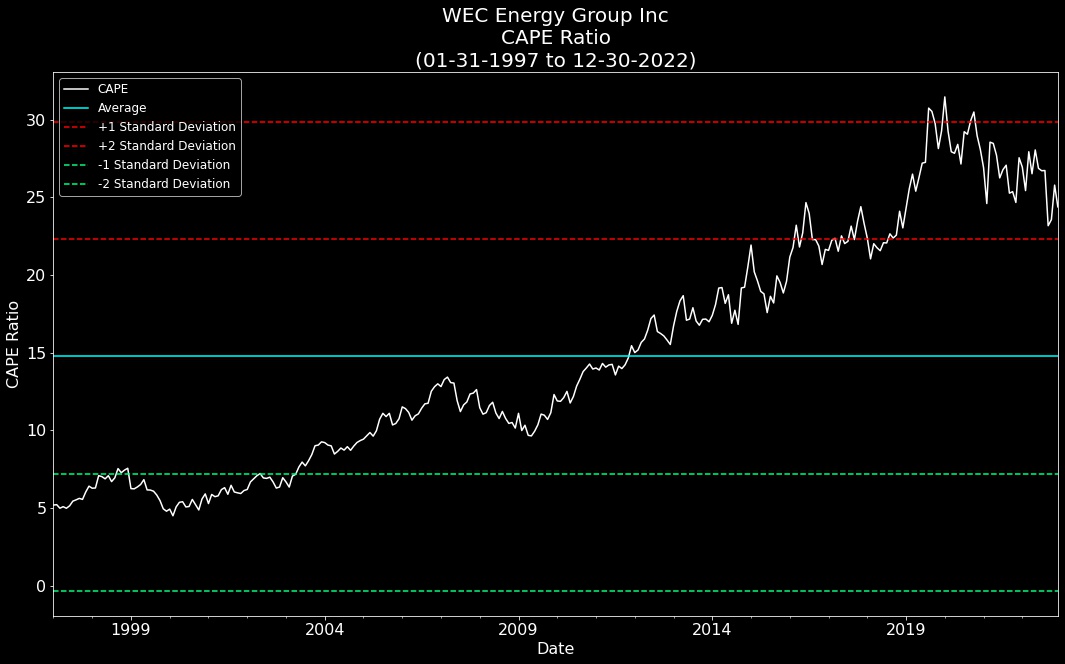 WEC Energy Group Inc
CAPE Ratio
(01-31-1997 to 12-30-2022)
CAPE
Average
+1 Standard Deviation
+2 Standard Deviation
-1 Standard Deviation
-2 Standard Deviation
CAPE Ratio
30
25
20
15
10
5
0
1999
2004
2009
2014
2019
Date